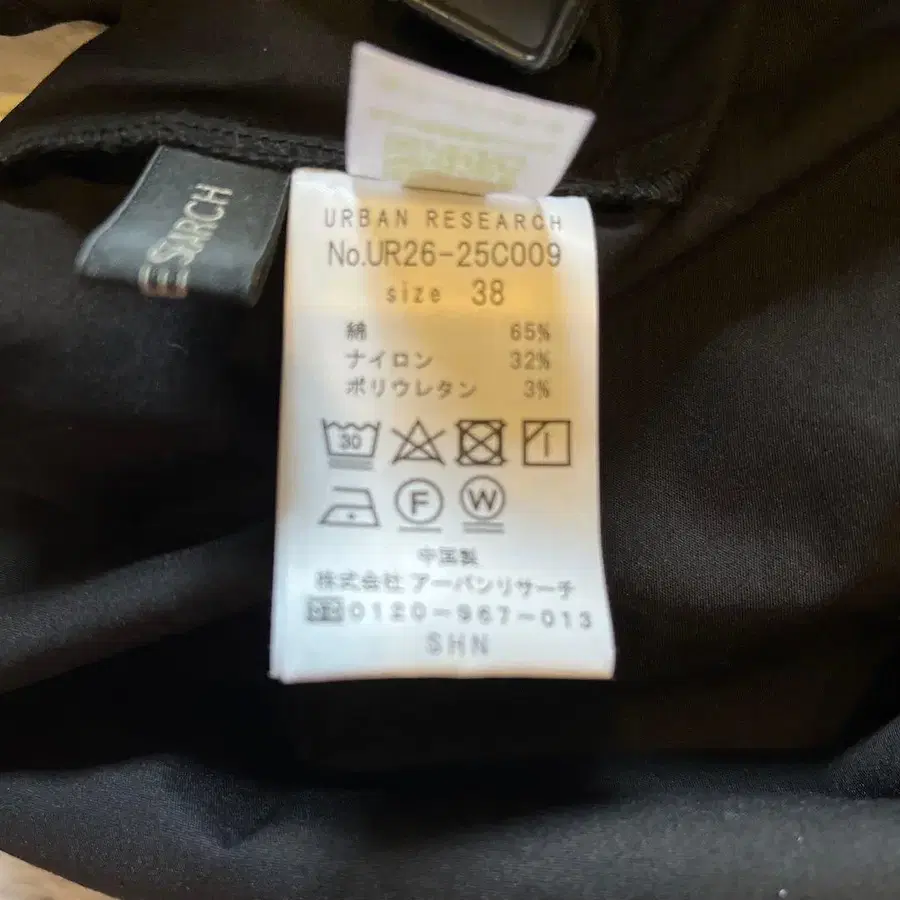 SEARCH
URBAN RESEARCH
No.UR26-25C009
size 38
綿 65%
ナイロン 32%
ポリウレタン 3%
30
F W
中国製
株式会社 アーバンリサーチ
0120-967-013
SHN